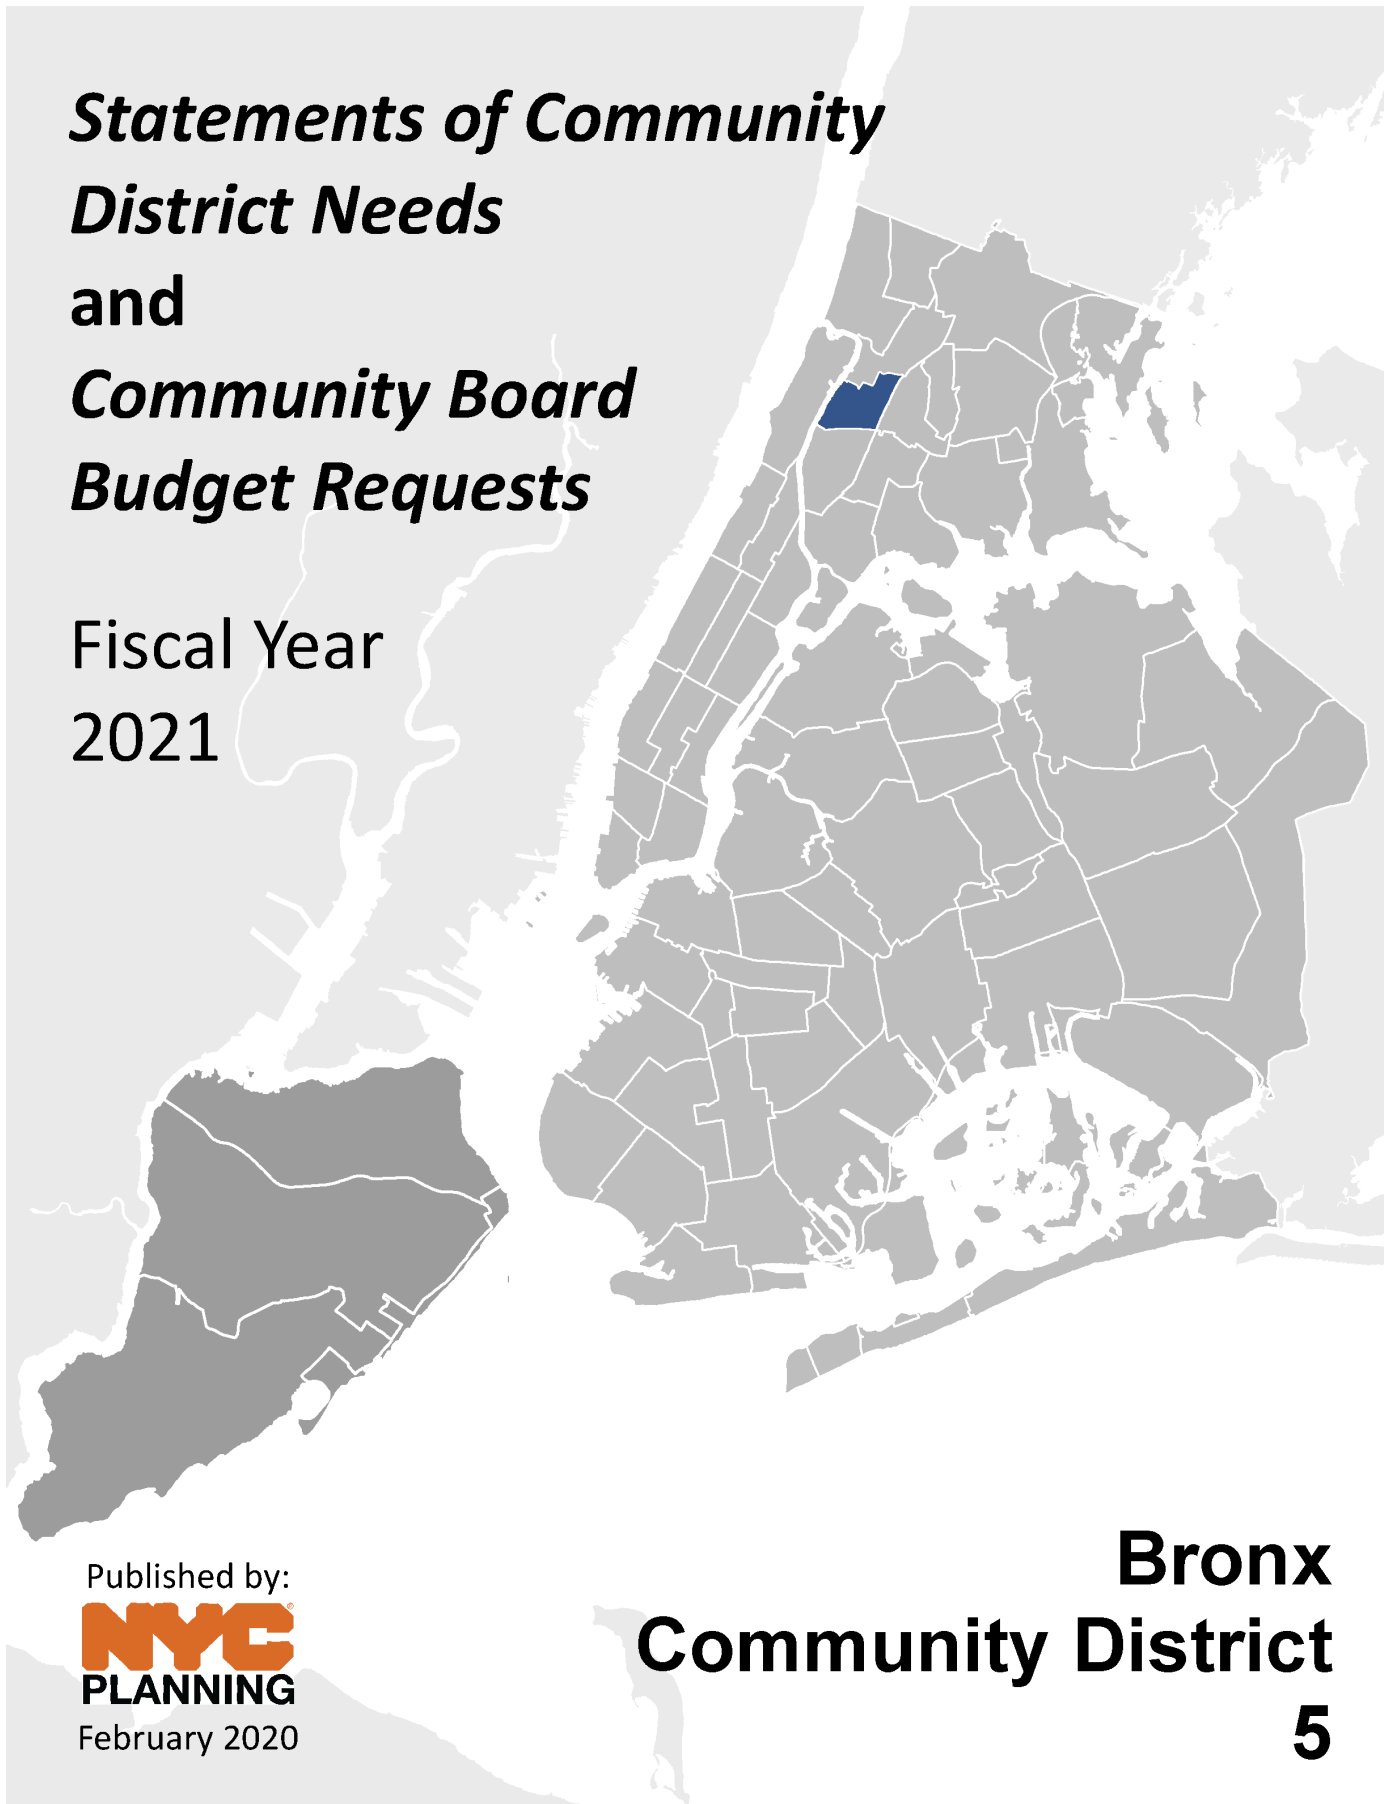 Statements of Community
District Needs
and
Community Board
Budget Requests
Fiscal Year
2021
Published by:
NYC®
PLANNING
February 2020
Bronx
Community District
5